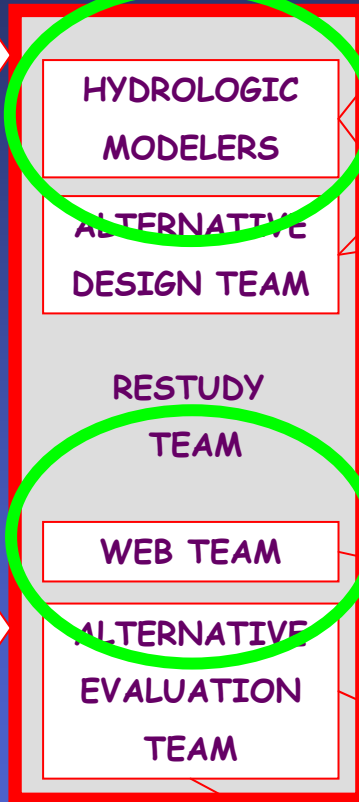 HYDROLOGIC
MODELERS
ALTERNATIVE
DESIGN TEAM
RESTUDY
TEAM
WEB TEAM
ALTERNATIVE
EVALUATION
TEAM